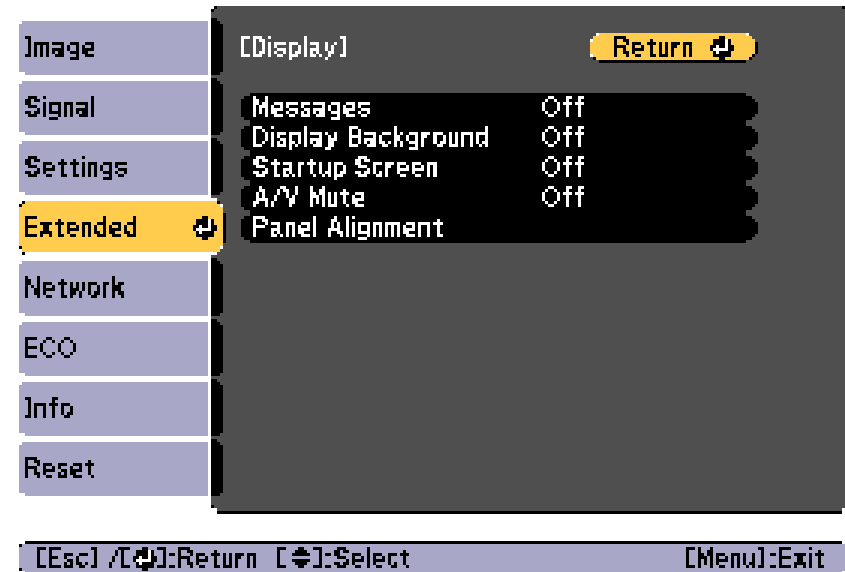 Image
Signal
Settings
Extended
Network
ECO
Info
Reset
[Display]
Return
Messages Off
Display Background Off
Startup Screen Off
A/V Mute Off
Panel Alignment
[Esc] /[⏎]:Return [◆]:Select [Menu]:Exit